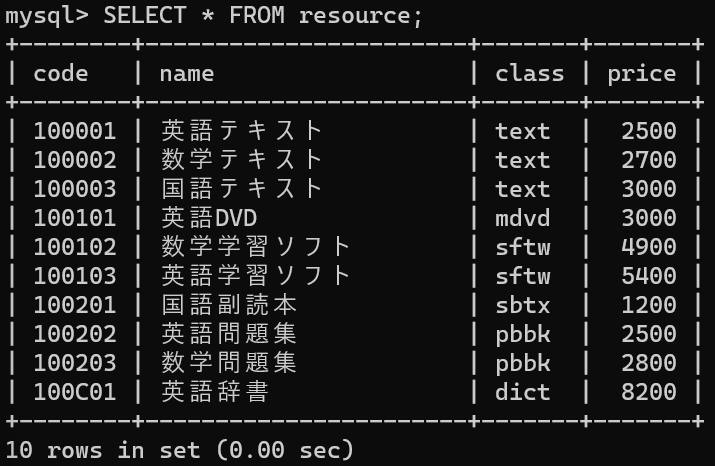 mysql> SELECT * FROM resource;
+--------+-----------------------+-------+-------+
| code   | name                  | class | price |
+--------+-----------------------+-------+-------+
| 100001 | 英語テキスト          | text  |  2500 |
| 100002 | 数学テキスト          | text  |  2700 |
| 100003 | 国語テキスト          | text  |  3000 |
| 100101 | 英語DVD               | mdvd  |  3000 |
| 100102 | 数学学習ソフト        | sftw  |  4900 |
| 100103 | 英語学習ソフト        | sftw  |  5400 |
| 100201 | 国語副読本            | sbtx  |  1200 |
| 100202 | 英語問題集            | pbbk  |  2500 |
| 100203 | 数学問題集            | pbbk  |  2800 |
| 100C01 | 英語辞書              | dict  |  8200 |
+--------+-----------------------+-------+-------+
10 rows in set (0.00 sec)